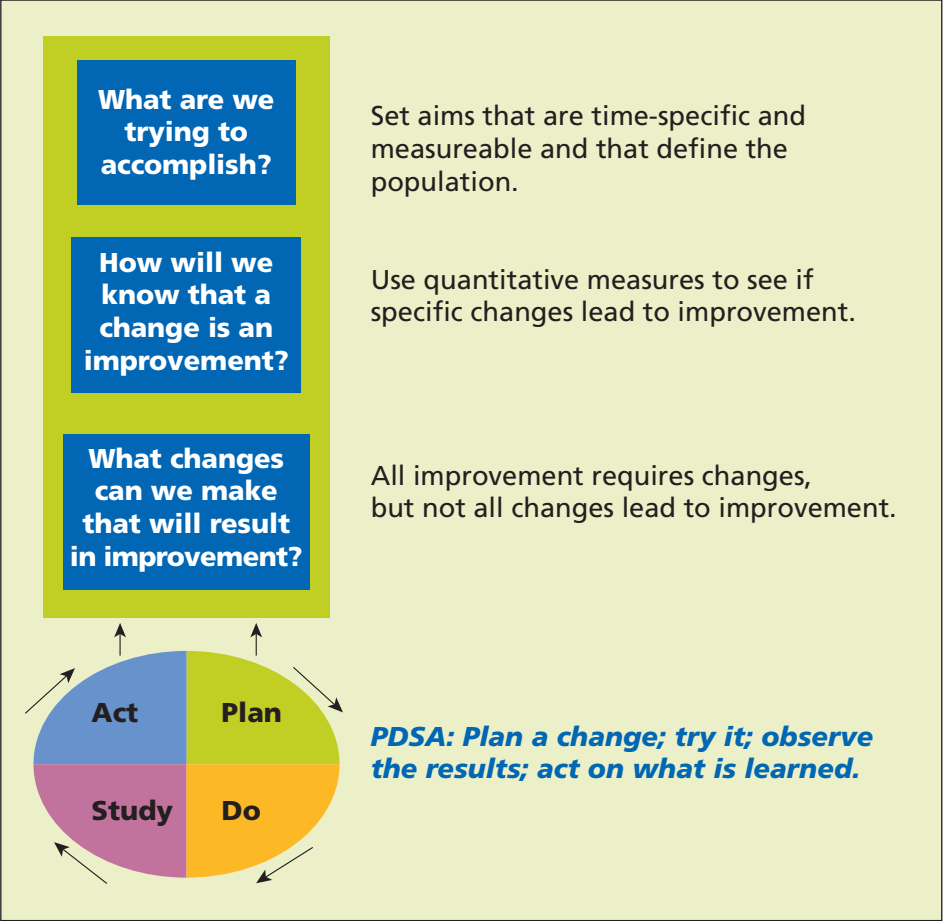 What are we
trying to
accomplish?
Set aims that are time-specific and
measureable and that define the
population.
How will we
know that a
change is an
improvement?
Use quantitative measures to see if
specific changes lead to improvement.
What changes
can we make
that will result
in improvement?
All improvement requires changes,
but not all changes lead to improvement.
Act
Plan
Study
Do
PDSA: Plan a change; try it; observe
the results; act on what is learned.